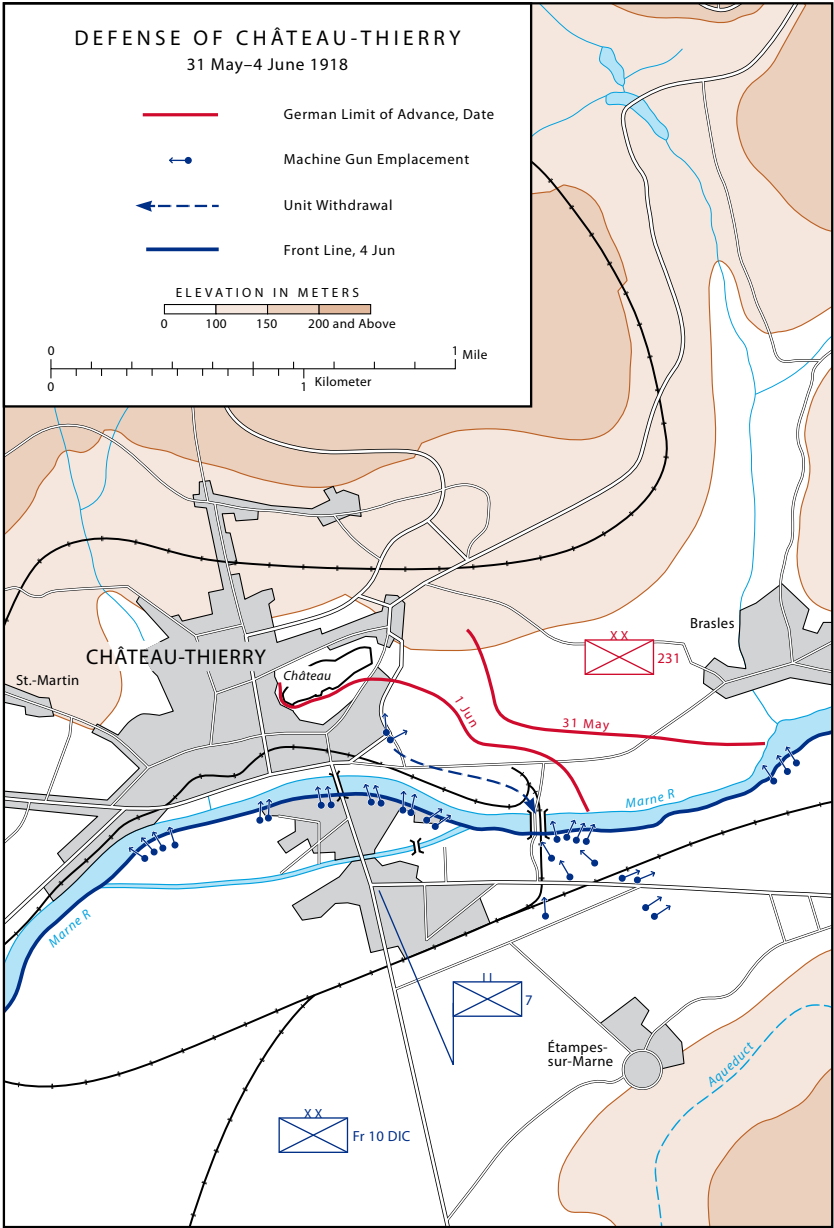 DEFENSE OF CHÂTEAU-THIERRY
31 May–4 June 1918
German Limit of Advance, Date
Machine Gun Emplacement
Unit Withdrawal
Front Line, 4 Jun
ELEVATION IN METERS
0 100 150 200 and Above
0 1 Mile
0 1 Kilometer
Brasles
XX
231
CHÂTEAU-THIERRY
Château
St.-Martin
1 Jun
31 May
Marne R
Marne R
II
7
Étampes-
sur-Marne
Aqueduct
XX
Fr 10 DIC